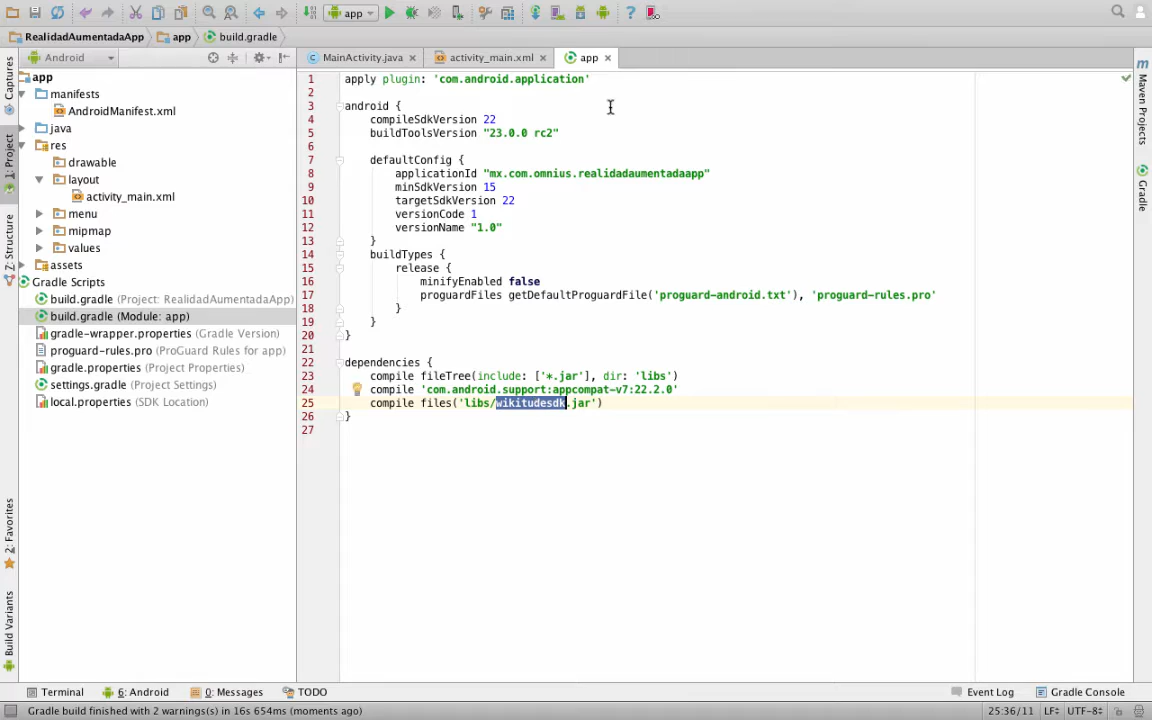 app
RealidadAumentadaApp
app
build.gradle
Captures
1: Project
Z: Structure
2: Favorites
Build Variants
Android
app
manifests
AndroidManifest.xml
java
res
drawable
layout
activity_main.xml
menu
mipmap
values
assets
Gradle Scripts
build.gradle (Project: RealidadAumentadaApp)
build.gradle (Module: app)
gradle-wrapper.properties (Gradle Version)
proguard-rules.pro (ProGuard Rules for app)
gradle.properties (Project Properties)
settings.gradle (Project Settings)
local.properties (SDK Location)
MainActivity.java
activity_main.xml
app
1 apply plugin: 'com.android.application'
2
3 android {
4 compileSdkVersion 22
5 buildToolsVersion "23.0.0 rc2"
6
7 defaultConfig {
8 applicationId "mx.com.omnius.realidadaumentadaapp"
9 minSdkVersion 15
10 targetSdkVersion 22
11 versionCode 1
12 versionName "1.0"
13 }
14 buildTypes {
15 release {
16 minifyEnabled false
17 proguardFiles getDefaultProguardFile('proguard-android.txt'), 'proguard-rules.pro'
18 }
19 }
20 }
21
22 dependencies {
23 compile fileTree(include: ['*.jar'], dir: 'libs')
24 compile 'com.android.support:appcompat-v7:22.2.0'
25 compile files('libs/wikitudesdk.jar')
26 }
27
Maven Projects
Gradle
Terminal
6: Android
0: Messages
TODO
Event Log
Gradle Console
Gradle build finished with 2 warnings(s) in 16s 654ms (moments ago)
25:36/11
LF
UTF-8